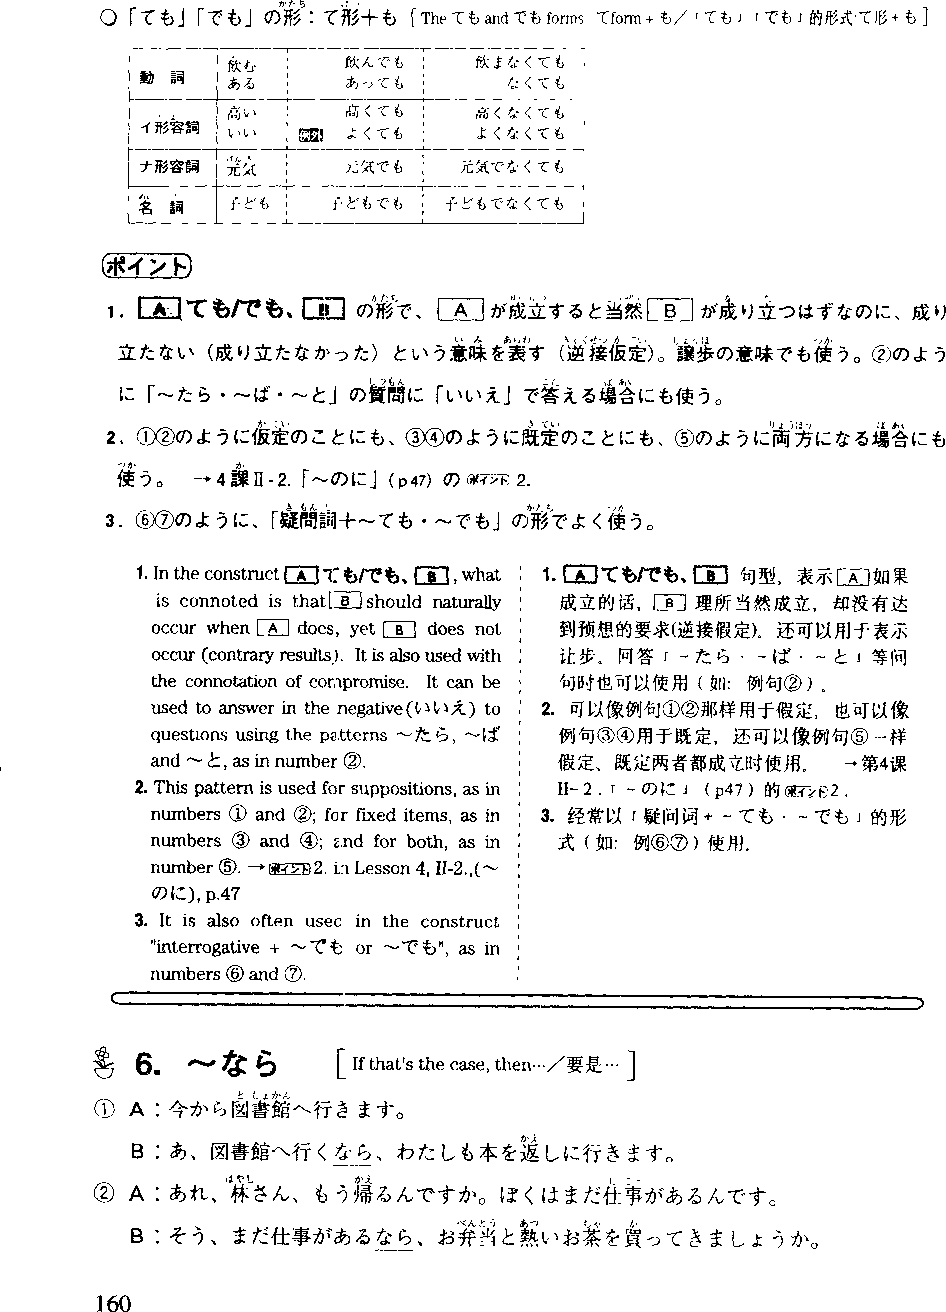 ○「ても」「でも」の形:て形+も [The ても and でも forms てform + も/「ても」「でも」的形式:て形 + も]
動 詞 飲む 飲んでも 飲まなくても
ある あっても なくても
イ形容詞 高い 高くても 高くなくても
いい 例外 よくても よくなくても
ナ形容詞 元気 元気でも 元気でなくても
名 詞 子ども 子どもでも 子どもでなくても
ポイント
1. [A]ても/でも、[B] の形で、[A]が成立すると当然[B]が成り立つはずなのに、成り
立たない(成り立たなかった)という意味を表す(逆接仮定)。譲歩の意味でも使う。②のよう
に「~たら・~ば・~と」の質問に「いいえ」で答える場合にも使う。
2. ①②のように仮定のことにも、③④のように既定のことにも、⑤のように両方になる場合にも
使う。 →4課II-2.「~のに」(p47) の ポイント 2.
3. ⑥⑦のように、「疑問詞+~ても・~でも」の形でよく使う。
1. In the construct [A]ても/でも、[B], what
is connoted is that [B] should naturally
occur when [A] does, yet [B] does not
occur (contrary results). It is also used with
the connotation of compromise. It can be
used to answer in the negative(いいえ) to
questions using the patterns ~たら, ~ば
and ~と, as in number ②.
2. This pattern is used for suppositions, as in
numbers ① and ②; for fixed items, as in
numbers ③ and ④; and for both, as in
number ⑤. →ポイント2. in Lesson 4, II-2.,(~
のに), p.47
3. It is also often used in the construct
"interrogative + ~ても or ~でも", as in
numbers ⑥ and ⑦.
1. [A]ても/でも、[B] 句型,表示[A]如果
成立的话,[B]理所当然成立,却没有达
到预想的要求(逆接假定)。还可以用于表示
让步。回答「~たら・~ば・~と」等问
句时也可以使用(如:例句②)。
2. 可以像例句①②那样用于假定,也可以像
例句③④用于既定,还可以像例句⑤一样
假定、既定两者都成立时使用。 →第4课
II-2.「~のに」(p47)的ポイント2.
3. 经常以「疑问词+~ても・~でも」的形
式(如:例⑥⑦)使用.
6. ~なら [If that's the case, then…/要是…]
① A:今から図書館へ行きます。
B:あ、図書館へ行くなら、わたしも本を返しに行きます。
② A:あれ、林さん、もう帰るんですか。ぼくはまだ仕事があるんです。
B:そう、まだ仕事があるなら、お弁当と熱いお茶を買ってきましょうか。
160